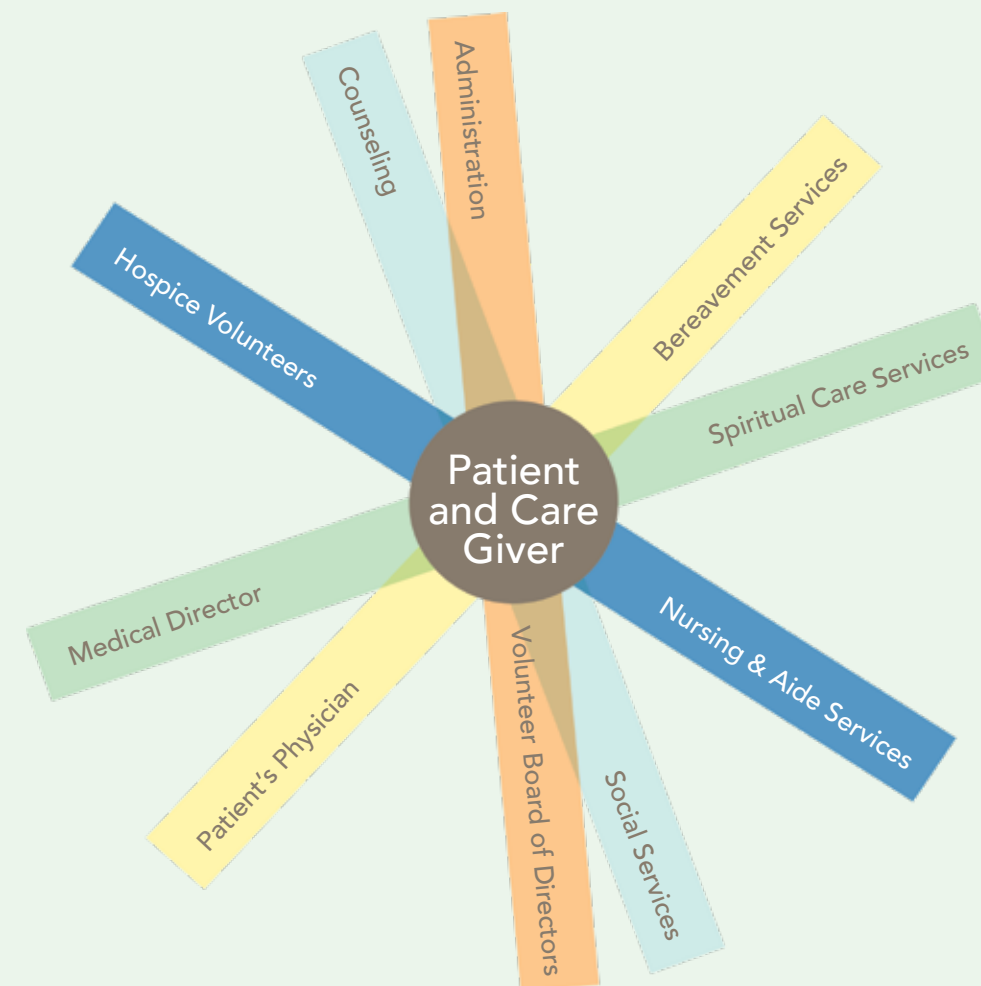 Counseling
Administration
Bereavement Services
Hospice Volunteers
Spiritual Care Services
Patient
and Care
Giver
Medical Director
Nursing & Aide Services
Patient’s Physician
Volunteer Board of Directors
Social Services